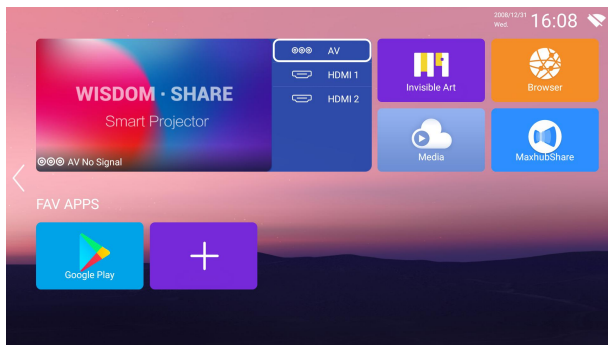 2008/12/31
Wed.
16:08
WISDOM · SHARE
Smart Projector
AV No Signal
AV
HDMI 1
HDMI 2
Invisible Art
Browser
Media
MaxhubShare
FAV APPS
Google Play